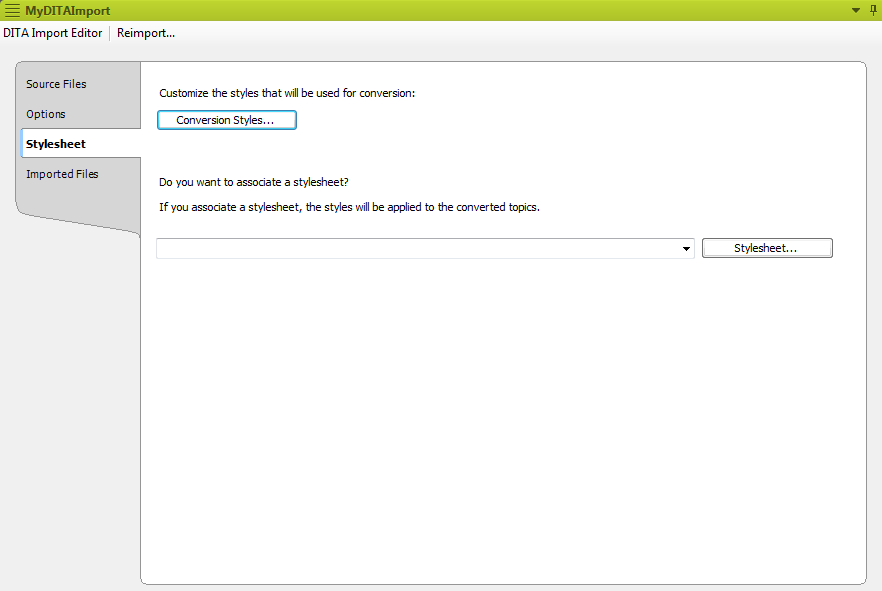 MyDITAImport
DITA Import Editor Reimport...
Source Files
Options
Stylesheet
Imported Files
Customize the styles that will be used for conversion:
Conversion Styles...
Do you want to associate a stylesheet?
If you associate a stylesheet, the styles will be applied to the converted topics.
Stylesheet...